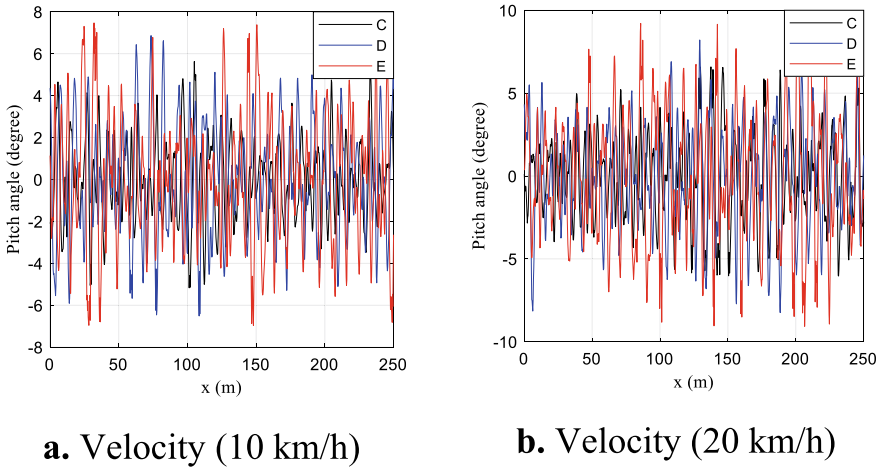 8
6
4
2
0
-2
-4
-6
-8
Pitch angle (degree)
0 50 100 150 200 250
x (m)
C
D
E
a. Velocity (10 km/h)
10
5
0
-5
-10
Pitch angle (degree)
0 50 100 150 200 250
x (m)
C
D
E
b. Velocity (20 km/h)